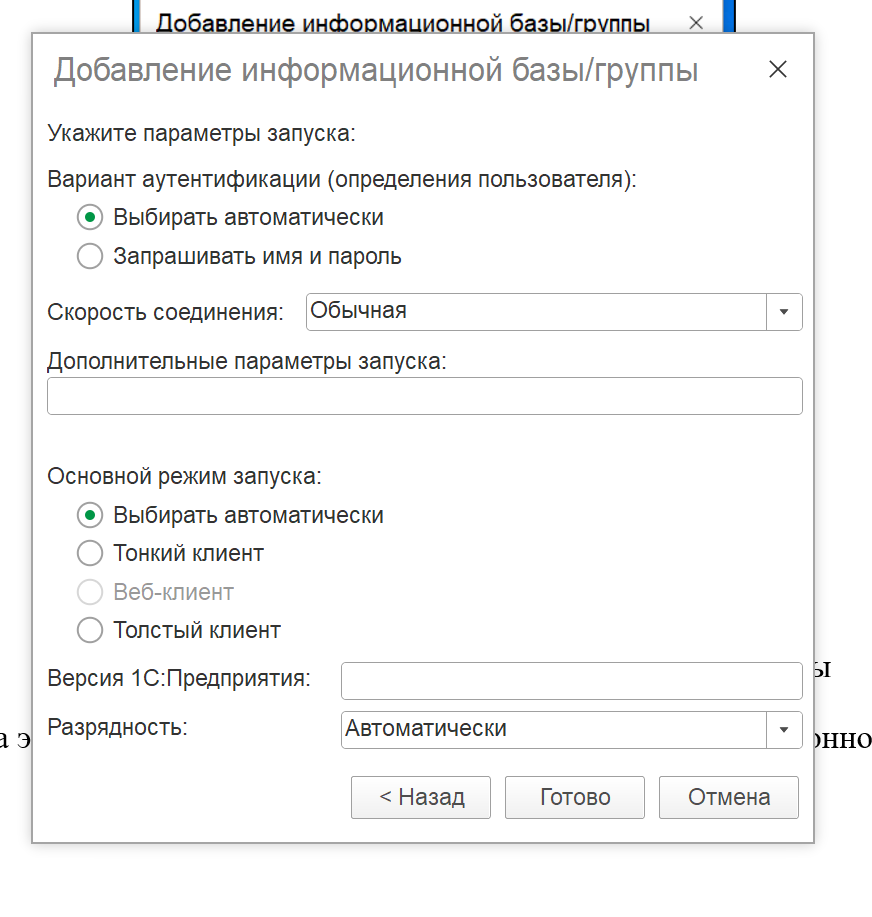 Добавление информационной базы/группы
Добавление информационной базы/группы
Укажите параметры запуска:
Вариант аутентификации (определения пользователя):
Выбирать автоматически
Запрашивать имя и пароль
Скорость соединения: Обычная
Дополнительные параметры запуска:
Основной режим запуска:
Выбирать автоматически
Тонкий клиент
Веб-клиент
Толстый клиент
ы
Версия 1С:Предприятия:
Разрядность: Автоматически
< Назад Готово Отмена